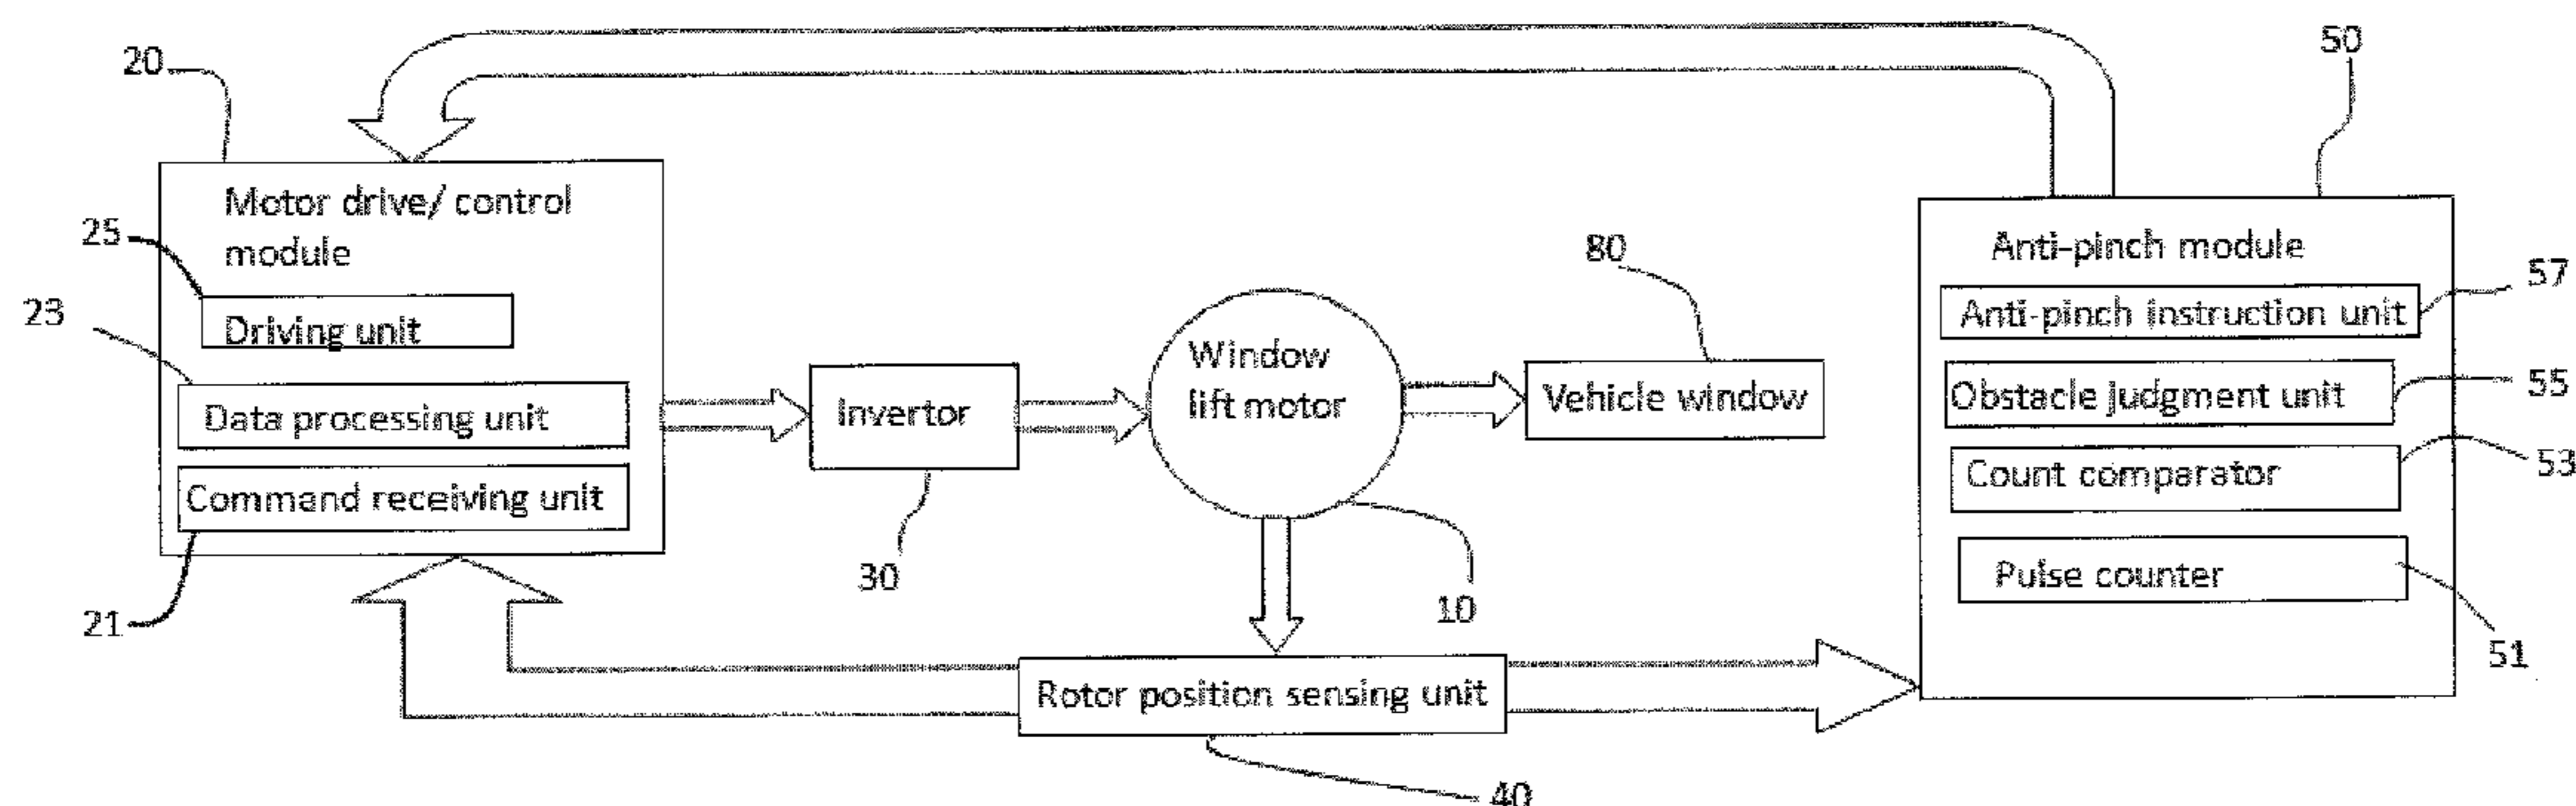 20
50
Motor drive/ control
module
25
Driving unit
23
Data processing unit
Command receiving unit
21
Invertor
30
Window
lift motor
10
80
Vehicle window
Rotor position sensing unit
40
Anti-pinch module
57
Anti-pinch instruction unit
Obstacle judgment unit
55
Count comparator
53
Pulse counter
51